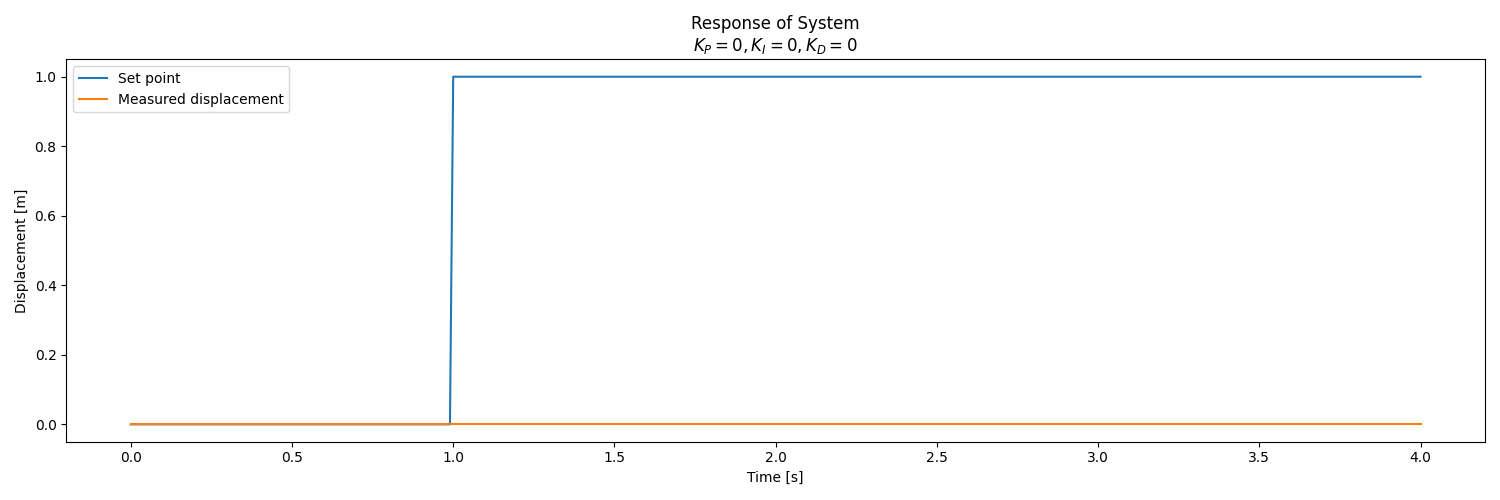 Response of System
K_P = 0, K_I = 0, K_D = 0
Set point
Measured displacement
Displacement [m]
1.0
0.8
0.6
0.4
0.2
0.0
0.0 0.5 1.0 1.5 2.0 2.5 3.0 3.5 4.0
Time [s]